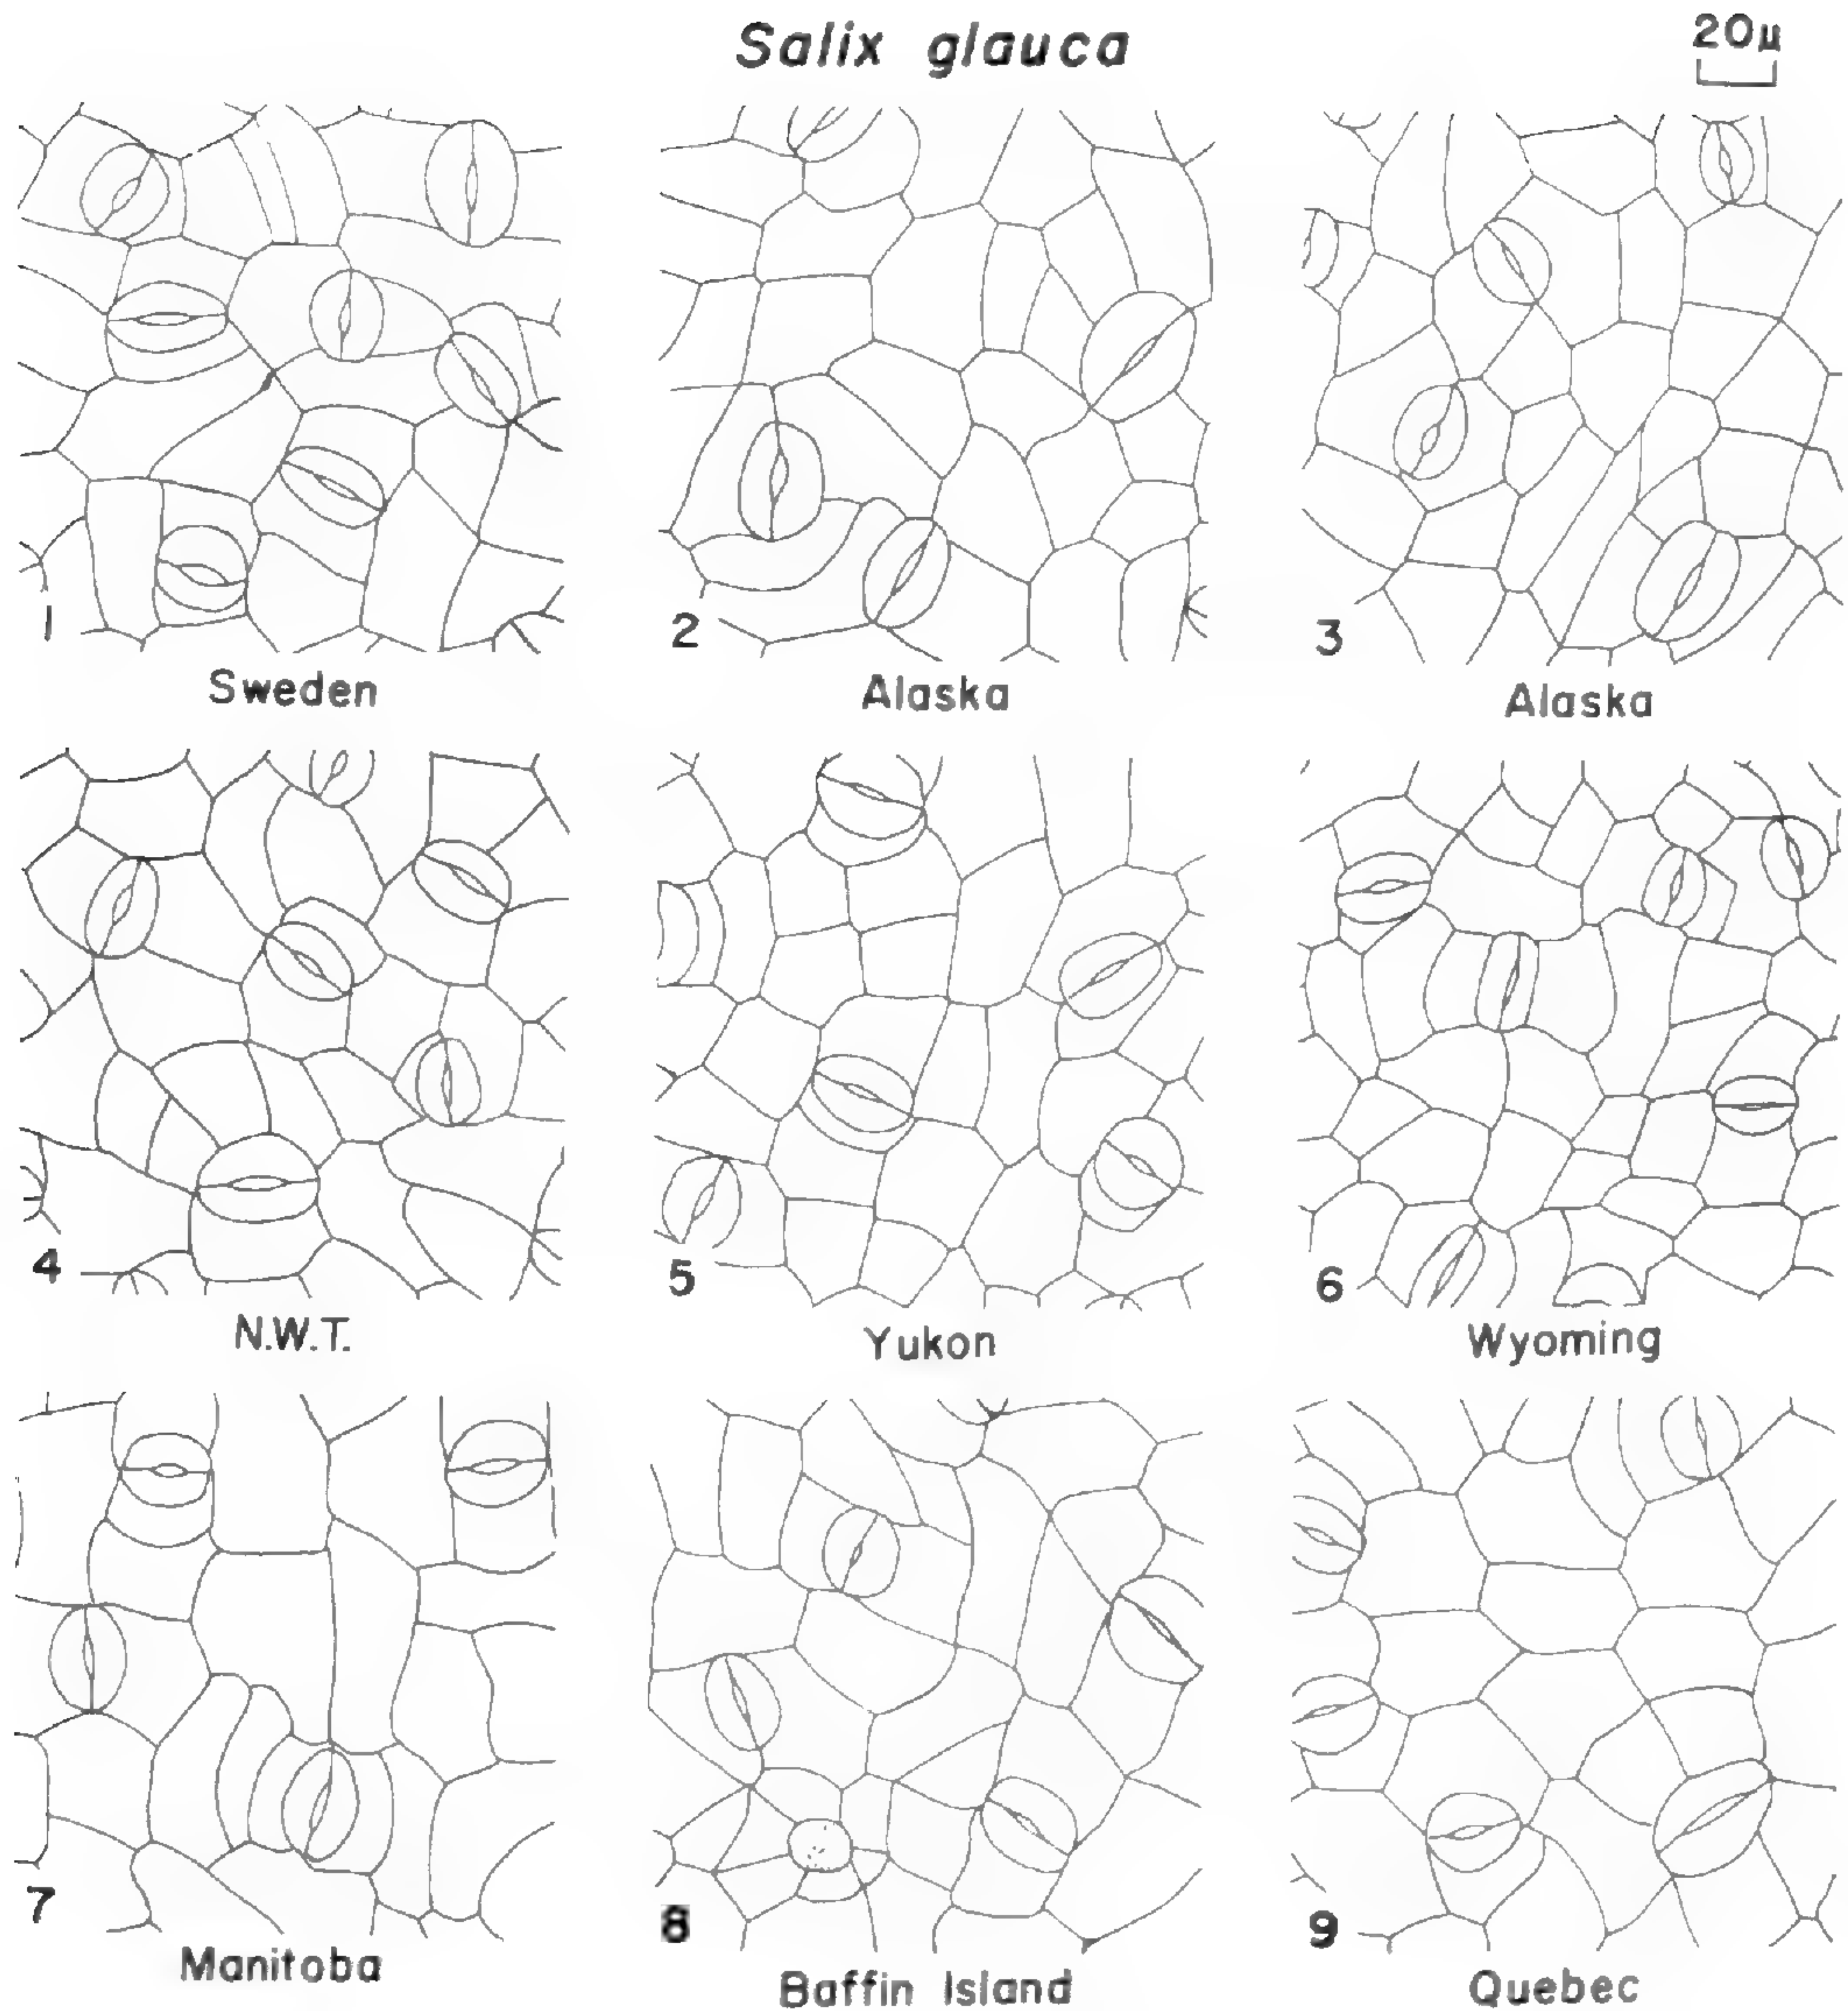 Salix glauca
20µ
1
2
3
Sweden
Alaska
Alaska
4
5
6
N.W.T.
Yukon
Wyoming
7
8
9
Manitoba
Baffin Island
Quebec